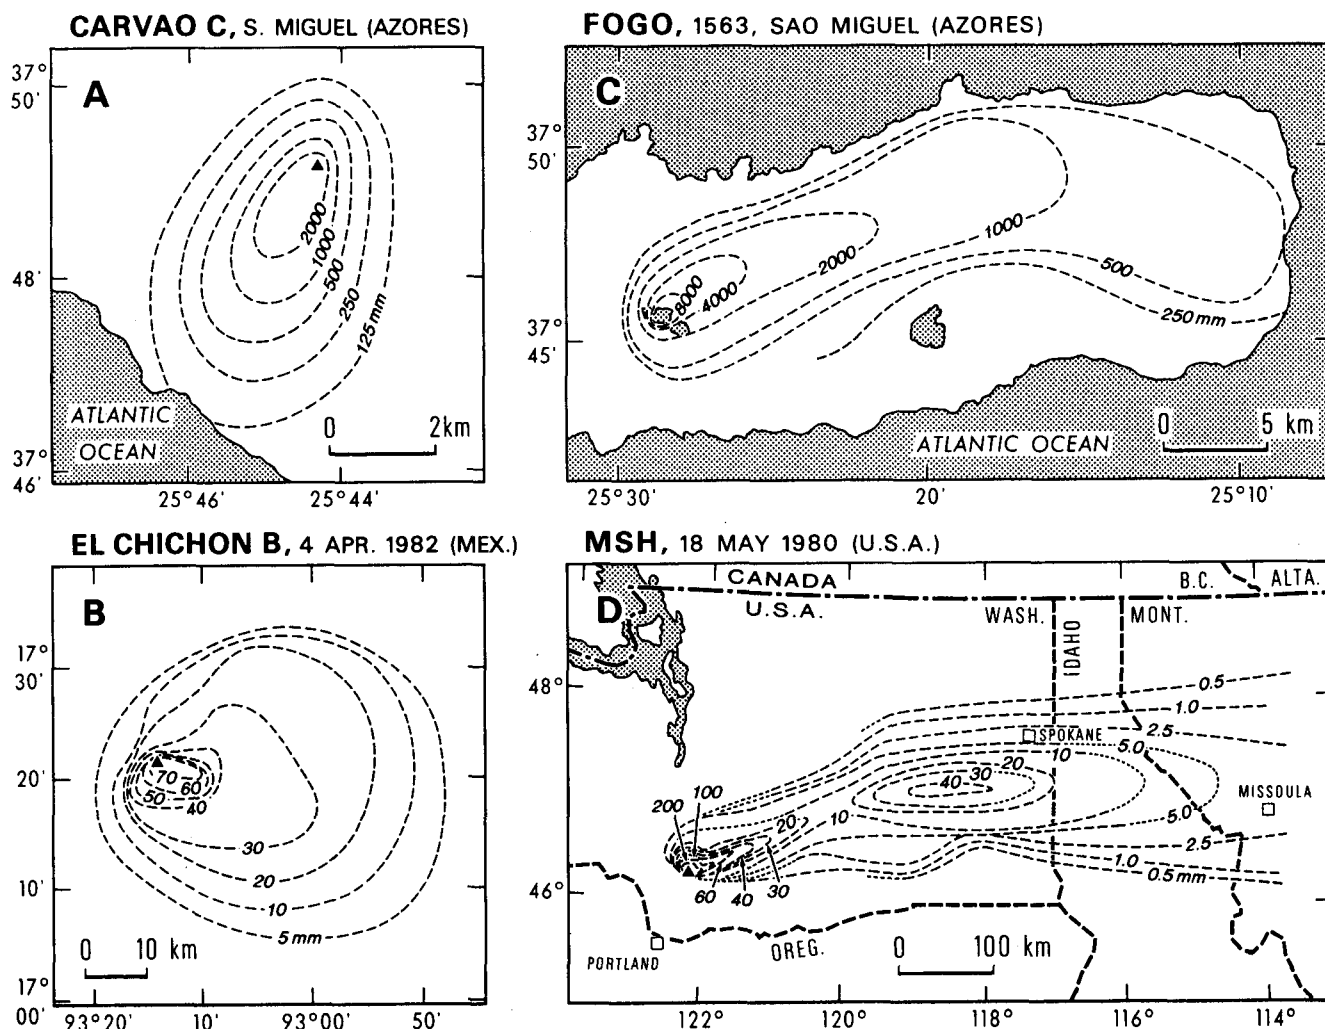 CARVAO C, S. MIGUEL (AZORES)
A
37°
50'
48'
37°
46'
2000
1000
500
250
125 mm
ATLANTIC
OCEAN
0 2km
25°46' 25°44'
FOGO, 1563, SAO MIGUEL (AZORES)
C
37°
50'
37°
45'
8000
4000
2000
1000
500
250 mm
0 5 km
ATLANTIC OCEAN
25°30' 20' 25°10'
EL CHICHON B, 4 APR. 1982 (MEX.)
B
17°
30'
20'
10'
17°
00'
70
60
50
40
30
20
10
5 mm
0 10 km
93°20' 10' 93°00' 50'
MSH, 18 MAY 1980 (U.S.A.)
D
CANADA
U.S.A.
B.C.
ALTA.
WASH.
IDAHO
MONT.
48°
46°
0.5
1.0
2.5
SPOKANE
5.0
10
20
30
40
MISSOULA
100
200
20
10
5.0
2.5
1.0
0.5 mm
60
40
30
PORTLAND
OREG.
0 100 km
122° 120° 118° 116° 114°